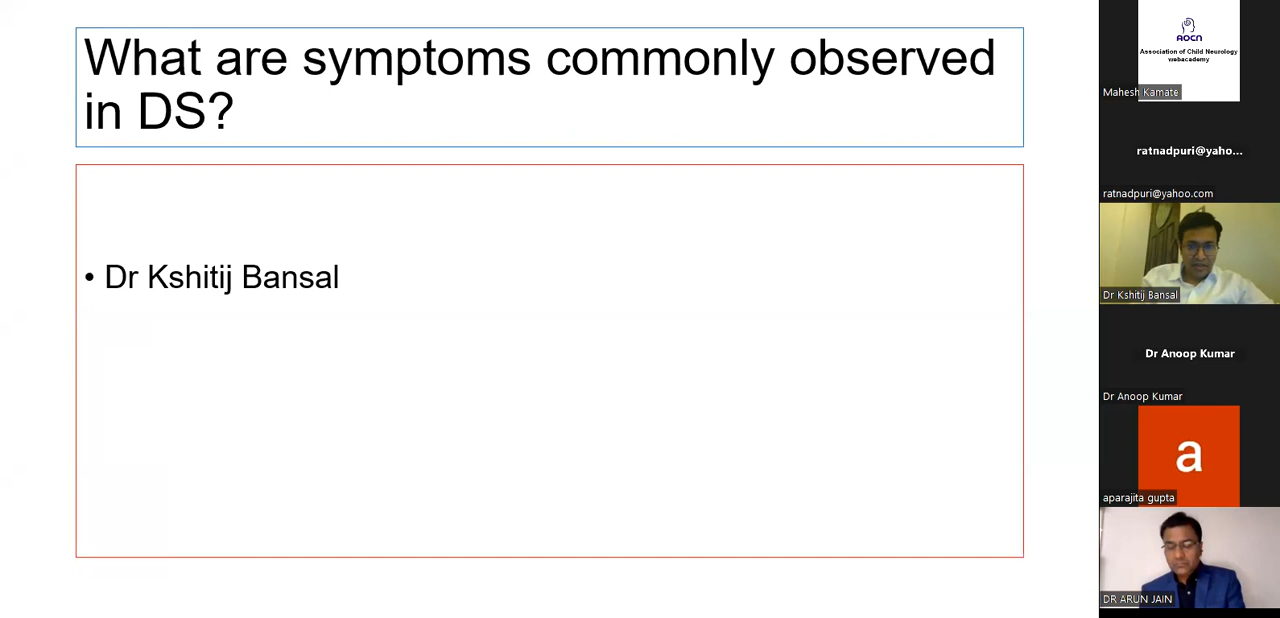 What are symptoms commonly observed
in DS?
• Dr Kshitij Bansal
AOCN
Association of Child Neurology
webacademy
Mahesh Kamate
ratnadpuri@yaho...
ratnadpuri@yahoo.com
Dr Kshitij Bansal
Dr Anoop Kumar
Dr Anoop Kumar
a
aparajita gupta
DR ARUN JAIN